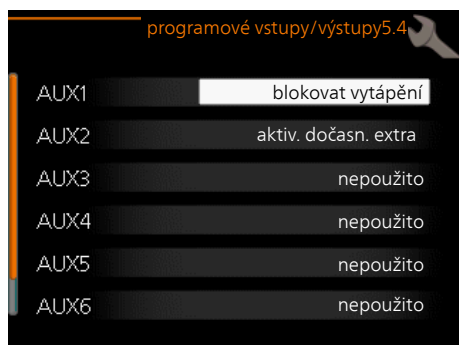 programové vstupy/výstupy5.4
AUX1 blokovat vytápění
AUX2 aktiv. dočasn. extra
AUX3 nepoužito
AUX4 nepoužito
AUX5 nepoužito
AUX6 nepoužito